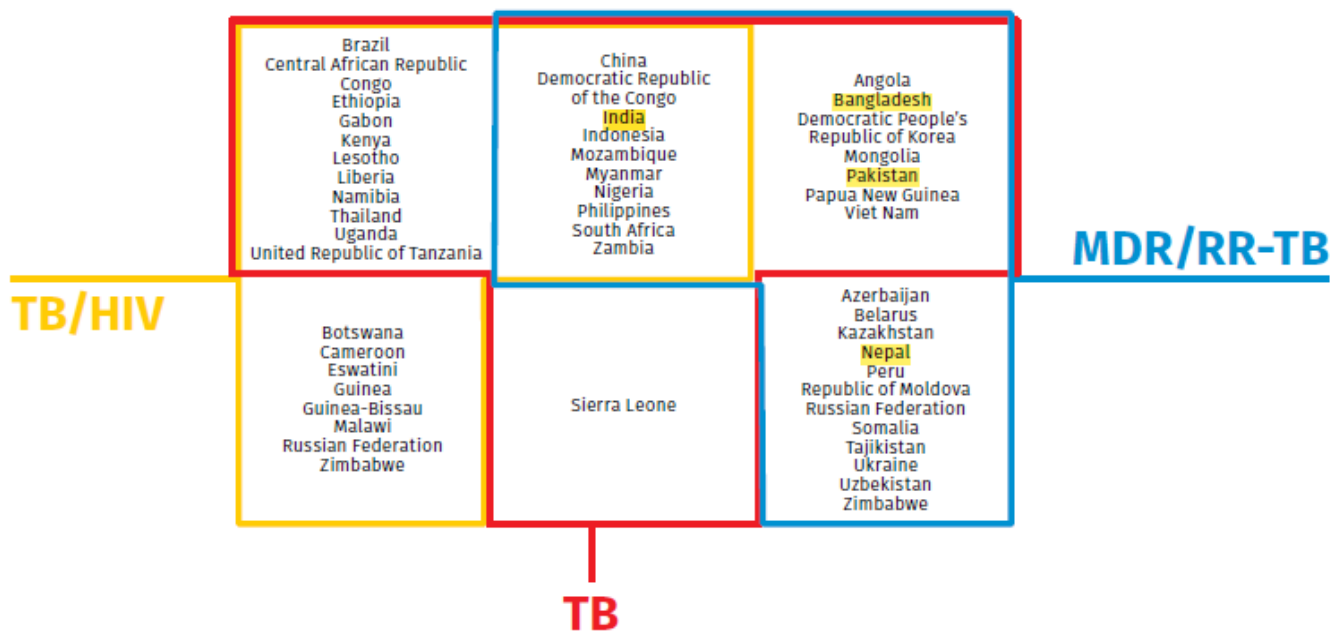 Brazil
Central African Republic
Congo
Ethiopia
Gabon
Kenya
Lesotho
Liberia
Namibia
Thailand
Uganda
United Republic of Tanzania
China
Democratic Republic
of the Congo
India
Indonesia
Mozambique
Myanmar
Nigeria
Philippines
South Africa
Zambia
Angola
Bangladesh
Democratic People's
Republic of Korea
Mongolia
Pakistan
Papua New Guinea
Viet Nam
MDR/RR-TB
TB/HIV
Botswana
Cameroon
Eswatini
Guinea
Guinea-Bissau
Malawi
Russian Federation
Zimbabwe
Sierra Leone
Azerbaijan
Belarus
Kazakhstan
Nepal
Peru
Republic of Moldova
Russian Federation
Somalia
Tajikistan
Ukraine
Uzbekistan
Zimbabwe
TB